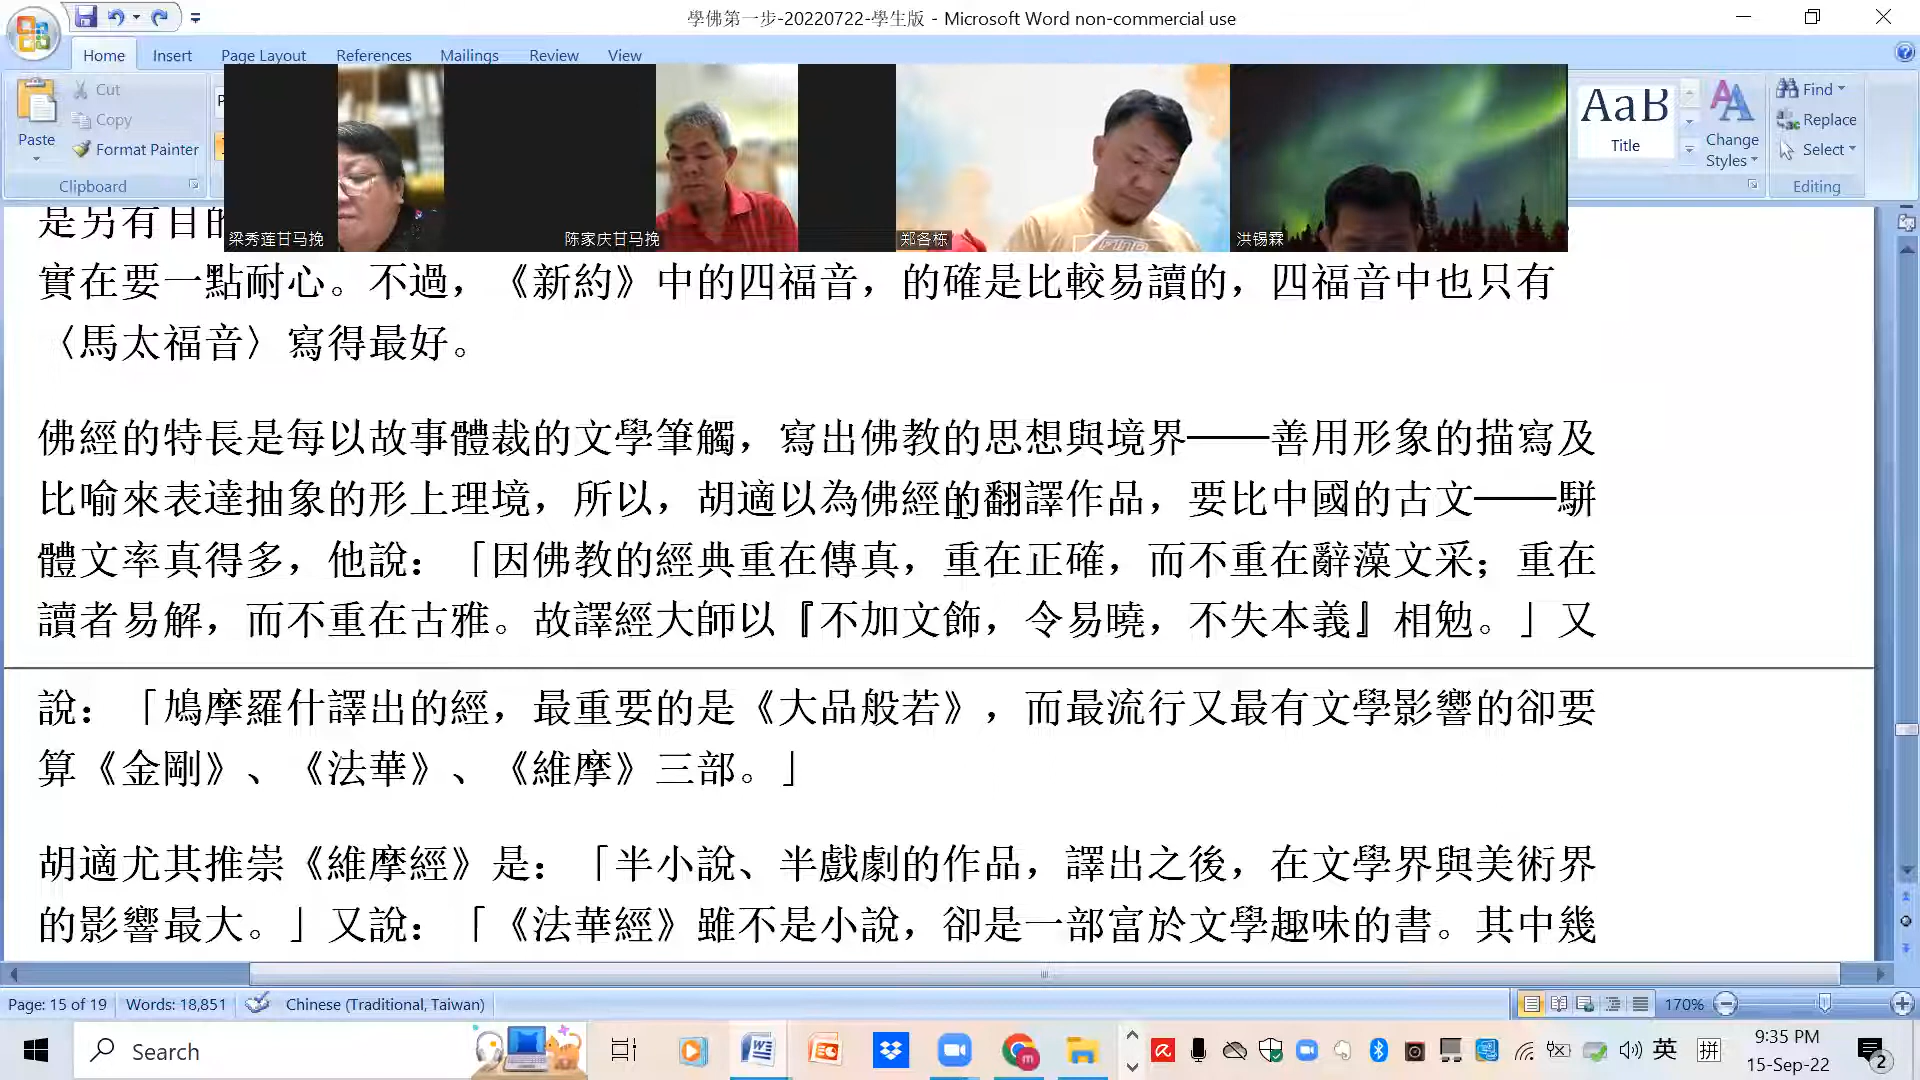 學佛第一步-20220722-學生版 - Microsoft Word non-commercial use
Home Insert Page Layout References Mailings Review View
Paste
Cut
Copy
Format Painter
Clipboard
AaB
Title
Change Styles
Find
Replace
Select
Editing
梁秀莲甘马挽
陈家庆甘马挽
郑各栋
洪锡霖
是另有目的
實在要一點耐心。不過，《新約》中的四福音，的確是比較易讀的，四福音中也只有
〈馬太福音〉寫得最好。
佛經的特長是每以故事體裁的文學筆觸，寫出佛教的思想與境界——善用形象的描寫及
比喻來表達抽象的形上理境，所以，胡適以為佛經的翻譯作品，要比中國的古文——駢
體文率真得多，他說：「因佛教的經典重在傳真，重在正確，而不重在辭藻文采；重在
讀者易解，而不重在古雅。故譯經大師以『不加文飾，令易曉，不失本義』相勉。」又
說：「鳩摩羅什譯出的經，最重要的是《大品般若》，而最流行又最有文學影響的卻要
算《金剛》、《法華》、《維摩》三部。」
胡適尤其推崇《維摩經》是：「半小說、半戲劇的作品，譯出之後，在文學界與美術界
的影響最大。」又說：「《法華經》雖不是小說，卻是一部富於文學趣味的書。其中幾
Page: 15 of 19 Words: 18,851 Chinese (Traditional, Taiwan) 170%
Search
英 拼
9:35 PM
15-Sep-22
2